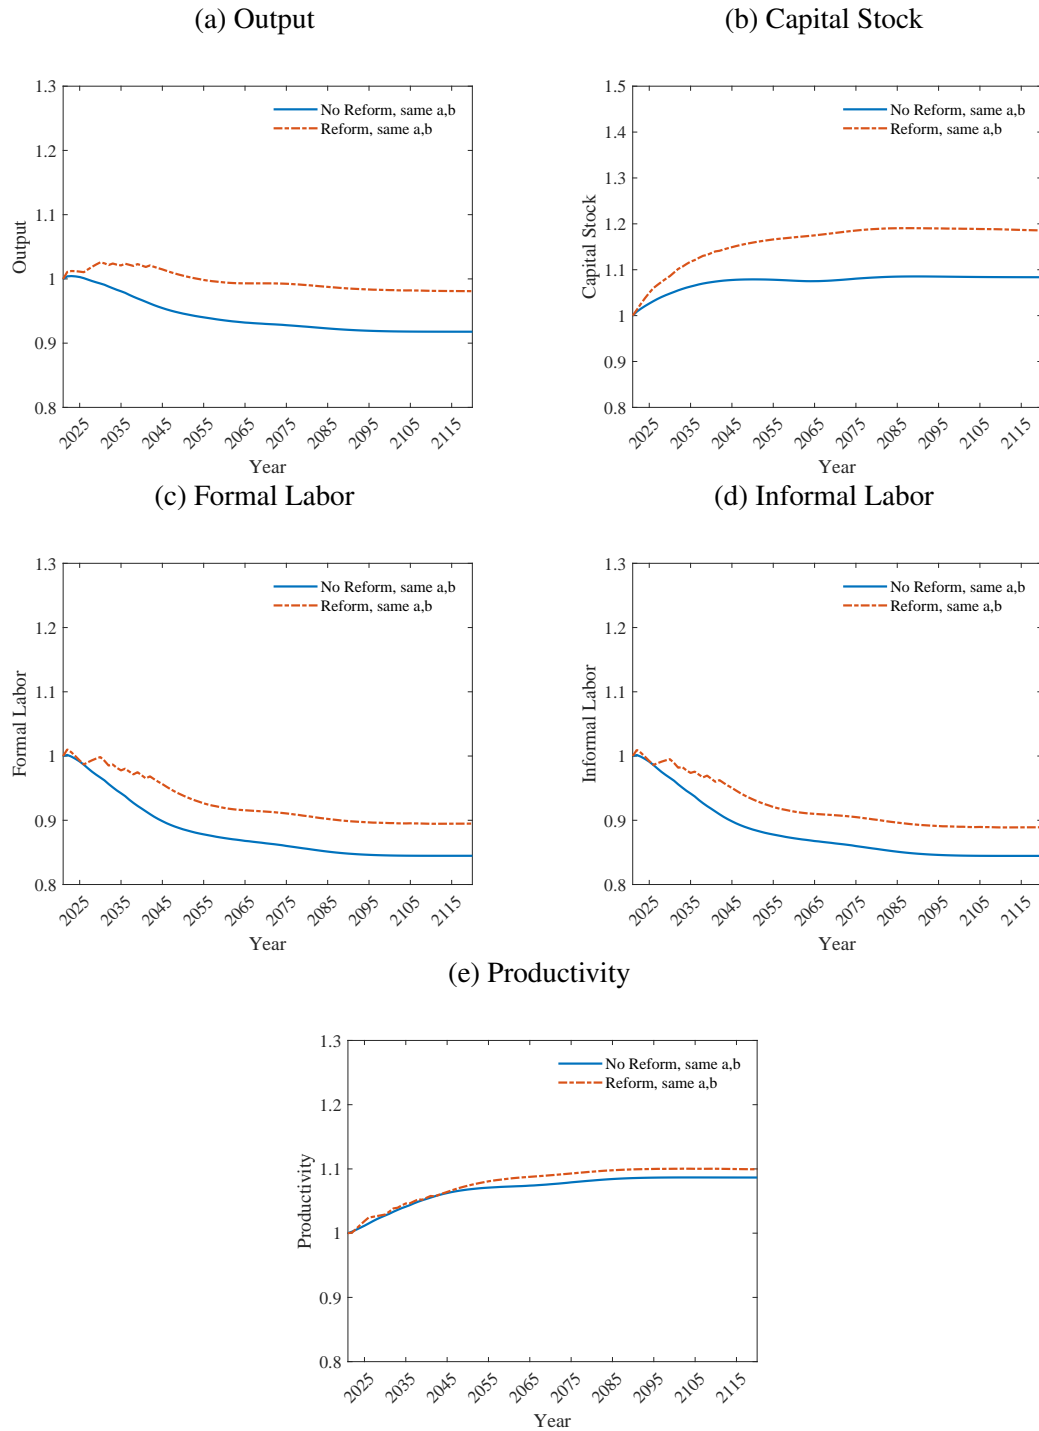 (a) Output
(b) Capital Stock
1.3
1.2
1.1
1
0.9
0.8
Output
No Reform, same a,b
Reform, same a,b
2025 2035 2045 2055 2065 2075 2085 2095 2105 2115
Year
1.5
1.4
1.3
1.2
1.1
1
0.9
0.8
Capital Stock
No Reform, same a,b
Reform, same a,b
2025 2035 2045 2055 2065 2075 2085 2095 2105 2115
Year
(c) Formal Labor
(d) Informal Labor
1.3
1.2
1.1
1
0.9
0.8
Formal Labor
No Reform, same a,b
Reform, same a,b
2025 2035 2045 2055 2065 2075 2085 2095 2105 2115
Year
1.3
1.2
1.1
1
0.9
0.8
Informal Labor
No Reform, same a,b
Reform, same a,b
2025 2035 2045 2055 2065 2075 2085 2095 2105 2115
Year
(e) Productivity
1.3
1.2
1.1
1
0.9
0.8
Productivity
No Reform, same a,b
Reform, same a,b
2025 2035 2045 2055 2065 2075 2085 2095 2105 2115
Year